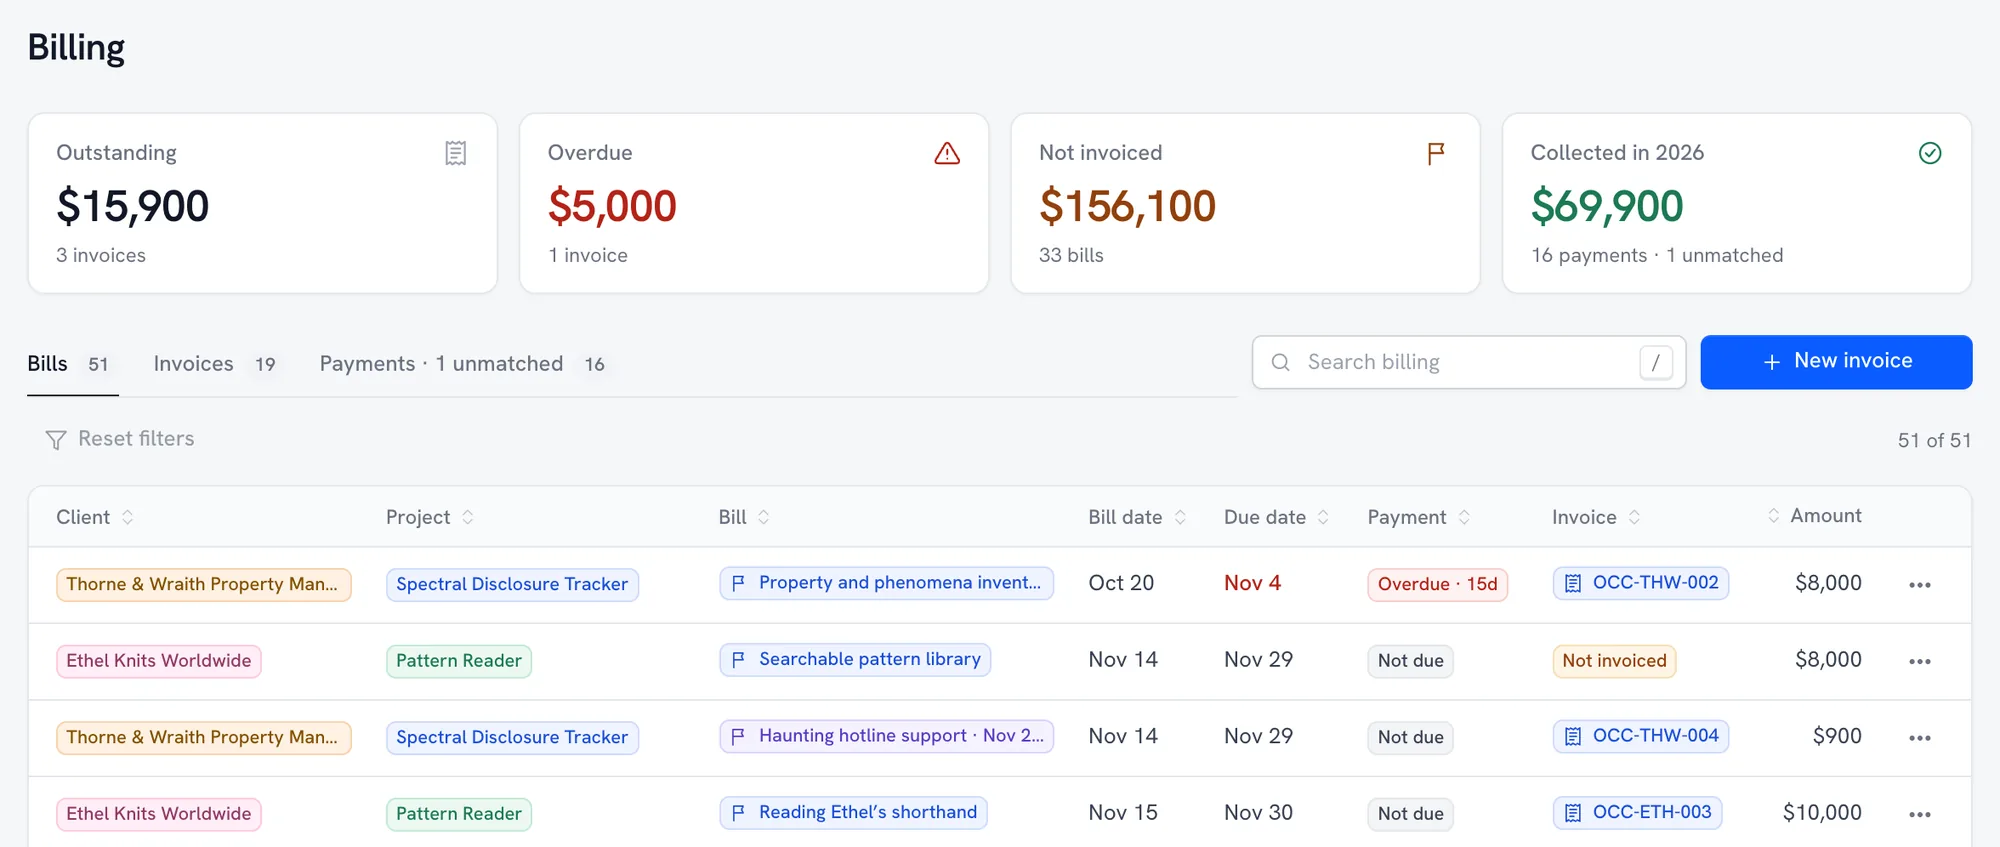 Billing
Outstanding
$15,900
3 invoices
Overdue
$5,000
1 invoice
Not invoiced
$156,100
33 bills
Collected in 2026
$69,900
16 payments · 1 unmatched
Bills 51 Invoices 19 Payments · 1 unmatched 16
Search billing /
+ New invoice
Reset filters
51 of 51
Client Project Bill Bill date Due date Payment Invoice Amount
Thorne & Wraith Property Man... Spectral Disclosure Tracker Property and phenomena invent... Oct 20 Nov 4 Overdue · 15d OCC-THW-002 $8,000
Ethel Knits Worldwide Pattern Reader Searchable pattern library Nov 14 Nov 29 Not due Not invoiced $8,000
Thorne & Wraith Property Man... Spectral Disclosure Tracker Haunting hotline support · Nov 2... Nov 14 Nov 29 Not due OCC-THW-004 $900
Ethel Knits Worldwide Pattern Reader Reading Ethel’s shorthand Nov 15 Nov 30 Not due OCC-ETH-003 $10,000